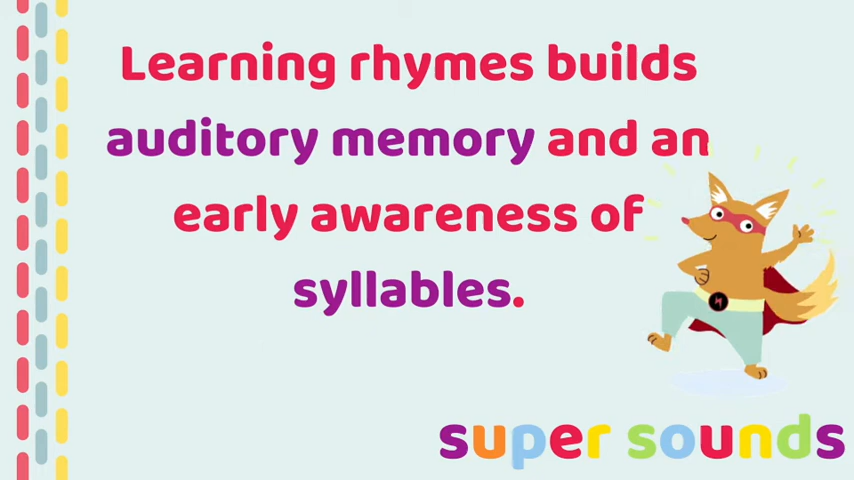 Learning rhymes builds
auditory memory and an
early awareness of
syllables.
super sounds